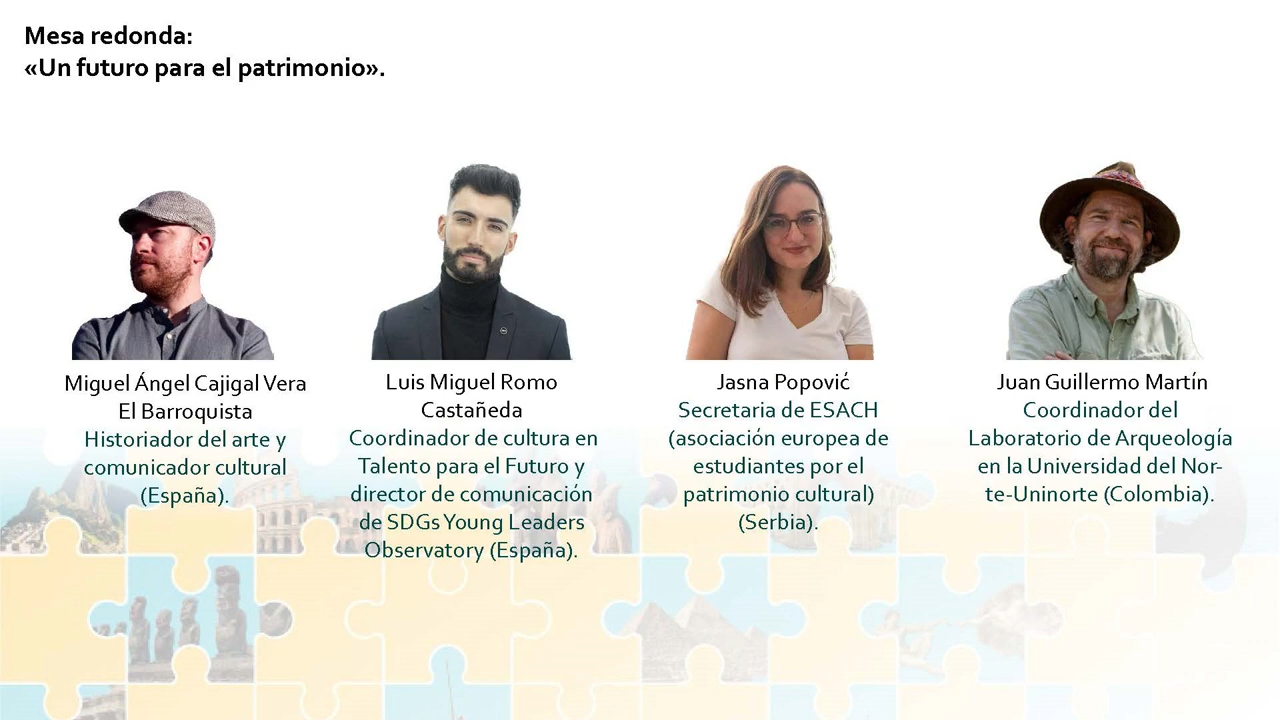 Mesa redonda:
«Un futuro para el patrimonio».
Miguel Ángel Cajigal Vera
El Barroquista
Historiador del arte y
comunicador cultural
(España).
Luis Miguel Romo
Castañeda
Coordinador de cultura en
Talento para el Futuro y
director de comunicación
de SDGs Young Leaders
Observatory (España).
Jasna Popović
Secretaria de ESACH
(asociación europea de
estudiantes por el
patrimonio cultural)
(Serbia).
Juan Guillermo Martín
Coordinador del
Laboratorio de Arqueología
en la Universidad del Nor-
te-Uninorte (Colombia).